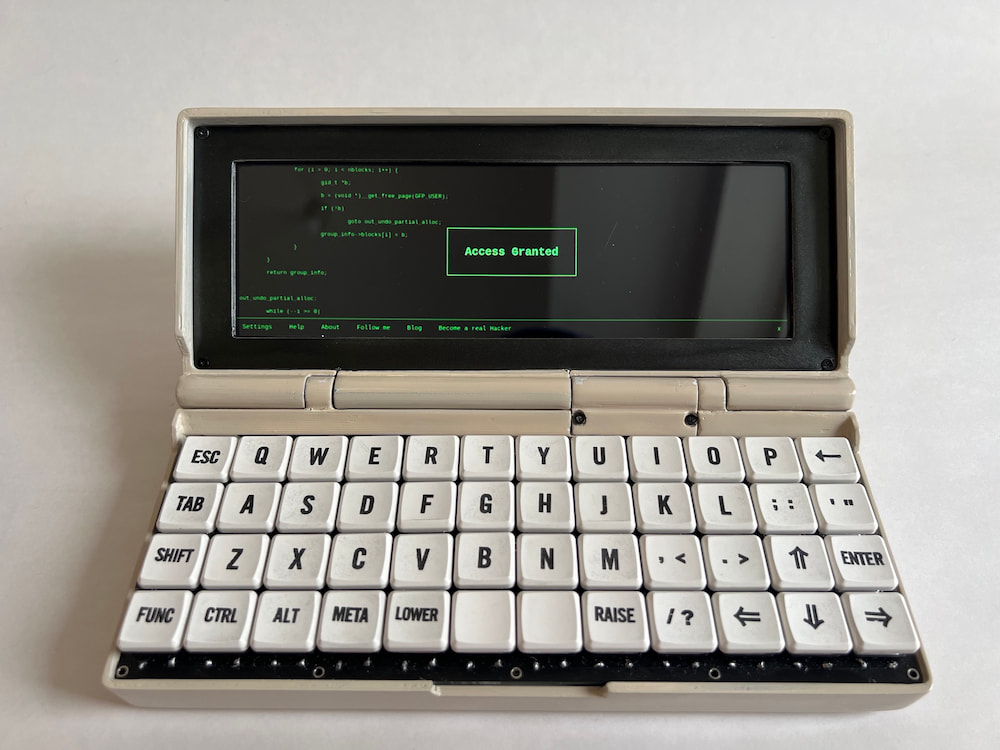 for (i = 0; i < nblocks; i++) {
gid_t *b;
b = (void *)__get_free_page(GFP_USER);
if (!b)
goto out_undo_partial_alloc;
group_info->blocks[i] = b;
}
}
return group_info;
out_undo_partial_alloc:
while (--i >= 0)
Access Granted
Settings Help About Follow me Blog Become a real Hacker x
ESC Q W E R T Y U I O P ←
TAB A S D F G H J K L ; : ' "
SHIFT Z X C V B N M , < . > ⇑ ENTER
FUNC CTRL ALT META LOWER RAISE / ? ⇐ ⇓ ⇒